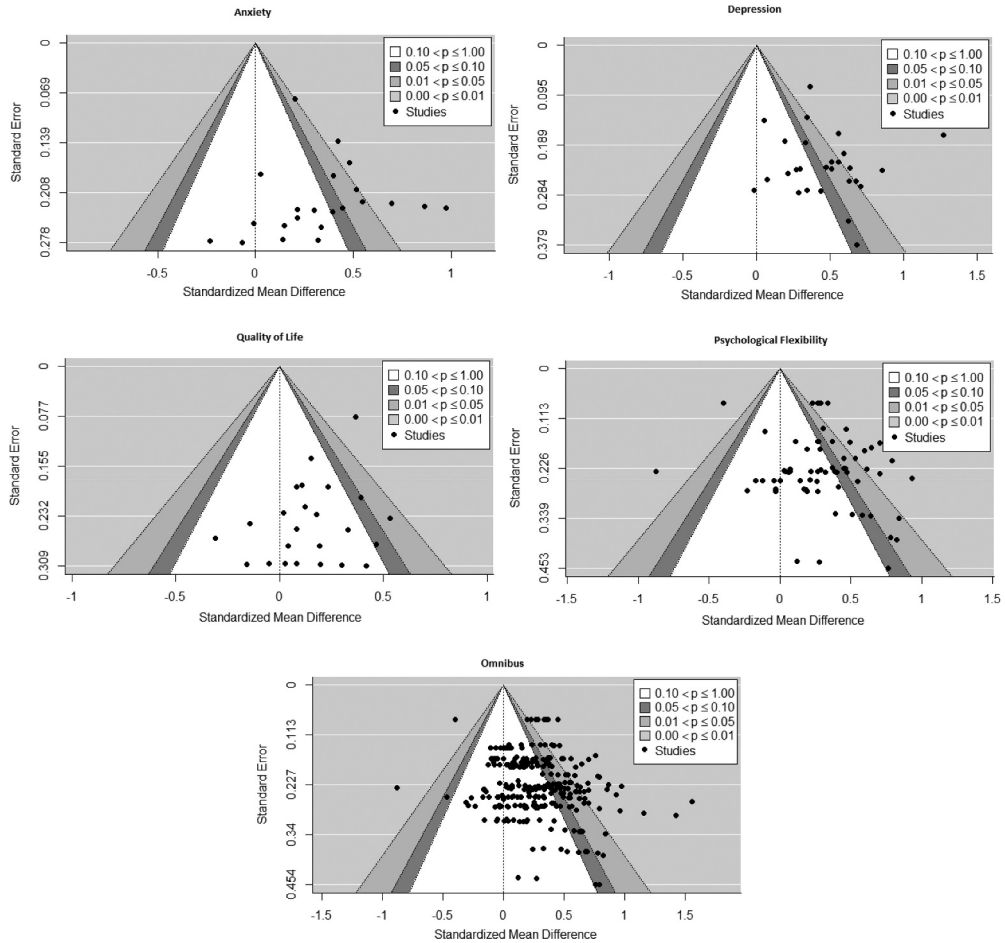 Anxiety
0
0.069
0.139
0.208
0.278
Standard Error
0.10 < p ≤ 1.00
0.05 < p ≤ 0.10
0.01 < p ≤ 0.05
0.00 < p ≤ 0.01
Studies
-0.5
0
0.5
1
Standardized Mean Difference
Depression
0
0.095
0.189
0.284
0.379
Standard Error
0.10 < p ≤ 1.00
0.05 < p ≤ 0.10
0.01 < p ≤ 0.05
0.00 < p ≤ 0.01
Studies
-1
-0.5
0
0.5
1
1.5
Standardized Mean Difference
Quality of Life
0
0.077
0.155
0.232
0.309
Standard Error
0.10 < p ≤ 1.00
0.05 < p ≤ 0.10
0.01 < p ≤ 0.05
0.00 < p ≤ 0.01
Studies
-1
-0.5
0
0.5
1
Standardized Mean Difference
Psychological Flexibility
0
0.113
0.226
0.339
0.453
Standard Error
0.10 < p ≤ 1.00
0.05 < p ≤ 0.10
0.01 < p ≤ 0.05
0.00 < p ≤ 0.01
Studies
-1.5
-1
-0.5
0
0.5
1
1.5
Standardized Mean Difference
Omnibus
0
0.113
0.227
0.34
0.454
Standard Error
0.10 < p ≤ 1.00
0.05 < p ≤ 0.10
0.01 < p ≤ 0.05
0.00 < p ≤ 0.01
Studies
-1.5
-1
-0.5
0
0.5
1
1.5
Standardized Mean Difference